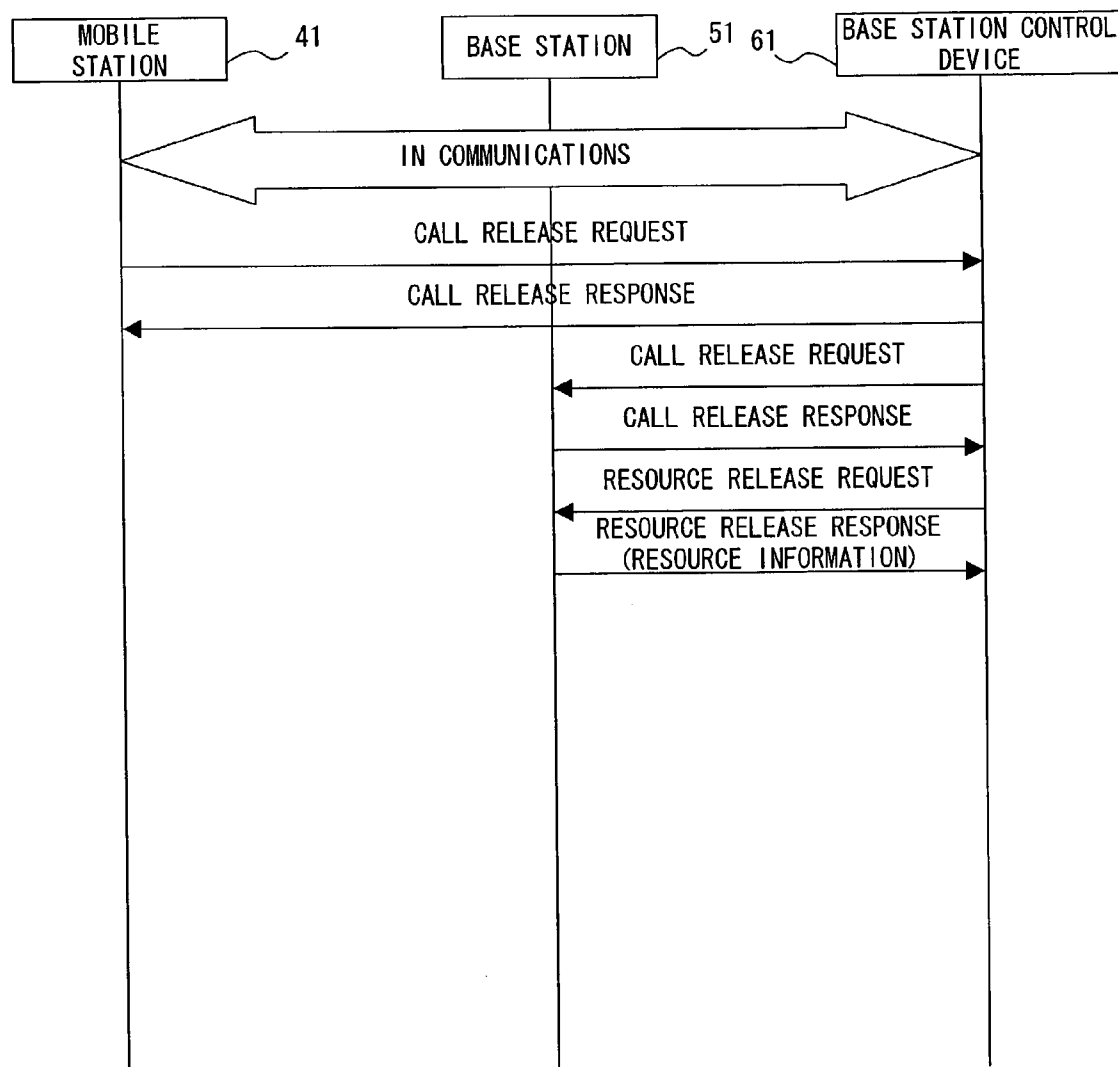 MOBILE
STATION
41
BASE STATION
51
61
BASE STATION CONTROL
DEVICE
IN COMMUNICATIONS
CALL RELEASE REQUEST
CALL RELEASE RESPONSE
CALL RELEASE REQUEST
CALL RELEASE RESPONSE
RESOURCE RELEASE REQUEST
RESOURCE RELEASE RESPONSE
(RESOURCE INFORMATION)